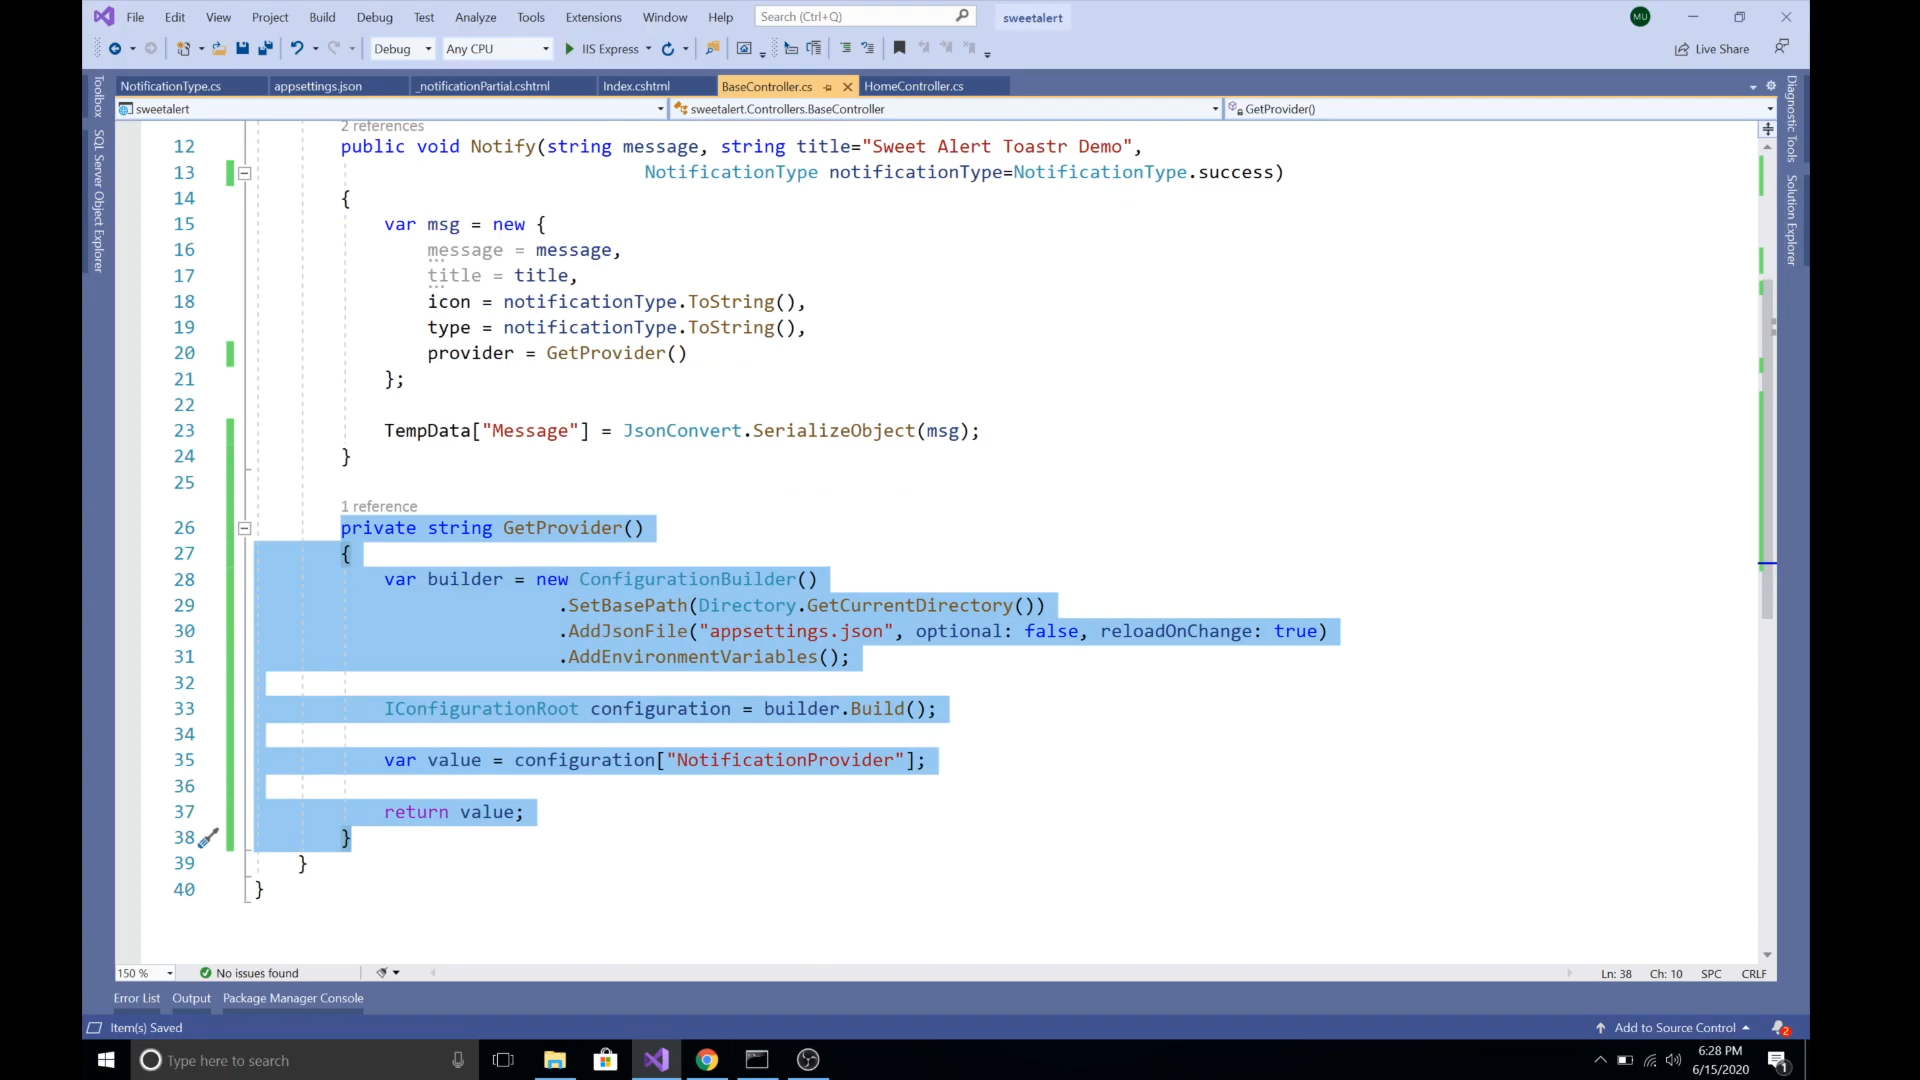 File Edit View Project Build Debug Test Analyze Tools Extensions Window Help Search (Ctrl+Q) sweetalert MU
Debug Any CPU IIS Express Live Share
NotificationType.cs appsettings.json _notificationPartial.cshtml Index.cshtml BaseController.cs HomeController.cs
sweetalert sweetalert.Controllers.BaseController GetProvider()
Toolbox
SQL Server Object Explorer
Diagnostic Tools
Solution Explorer
2 references
12 public void Notify(string message, string title="Sweet Alert Toastr Demo",
13 NotificationType notificationType=NotificationType.success)
14 {
15 var msg = new {
16 message = message,
17 title = title,
18 icon = notificationType.ToString(),
19 type = notificationType.ToString(),
20 provider = GetProvider()
21 };
22
23 TempData["Message"] = JsonConvert.SerializeObject(msg);
24 }
25
1 reference
26 private string GetProvider()
27 {
28 var builder = new ConfigurationBuilder()
29 .SetBasePath(Directory.GetCurrentDirectory())
30 .AddJsonFile("appsettings.json", optional: false, reloadOnChange: true)
31 .AddEnvironmentVariables();
32
33 IConfigurationRoot configuration = builder.Build();
34
35 var value = configuration["NotificationProvider"];
36
37 return value;
38 }
39 }
40 }
150 % No issues found Ln: 38 Ch: 10 SPC CRLF
Error List Output Package Manager Console
Item(s) Saved Add to Source Control 2
Type here to search 6:28 PM
6/15/2020 1